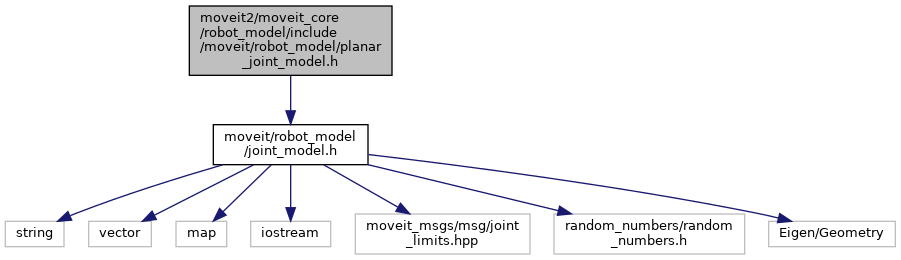 moveit2/moveit_core
/robot_model/include
/moveit/robot_model/planar
_joint_model.h
moveit/robot_model
/joint_model.h
string
vector
map
iostream
moveit_msgs/msg/joint
_limits.hpp
random_numbers/random
_numbers.h
Eigen/Geometry